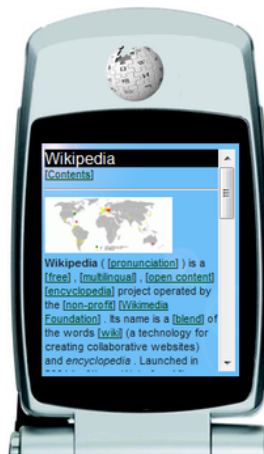 Wikipedia
[Contents]
Wikipedia ( [pronunciation] ) is a
[free] , [multilingual] , [open content]
[encyclopedia] project operated by
the [non-profit] [Wikimedia
Foundation] . Its name is a [blend] of
the words [wiki] (a technology for
creating collaborative websites)
and encyclopedia . Launched in